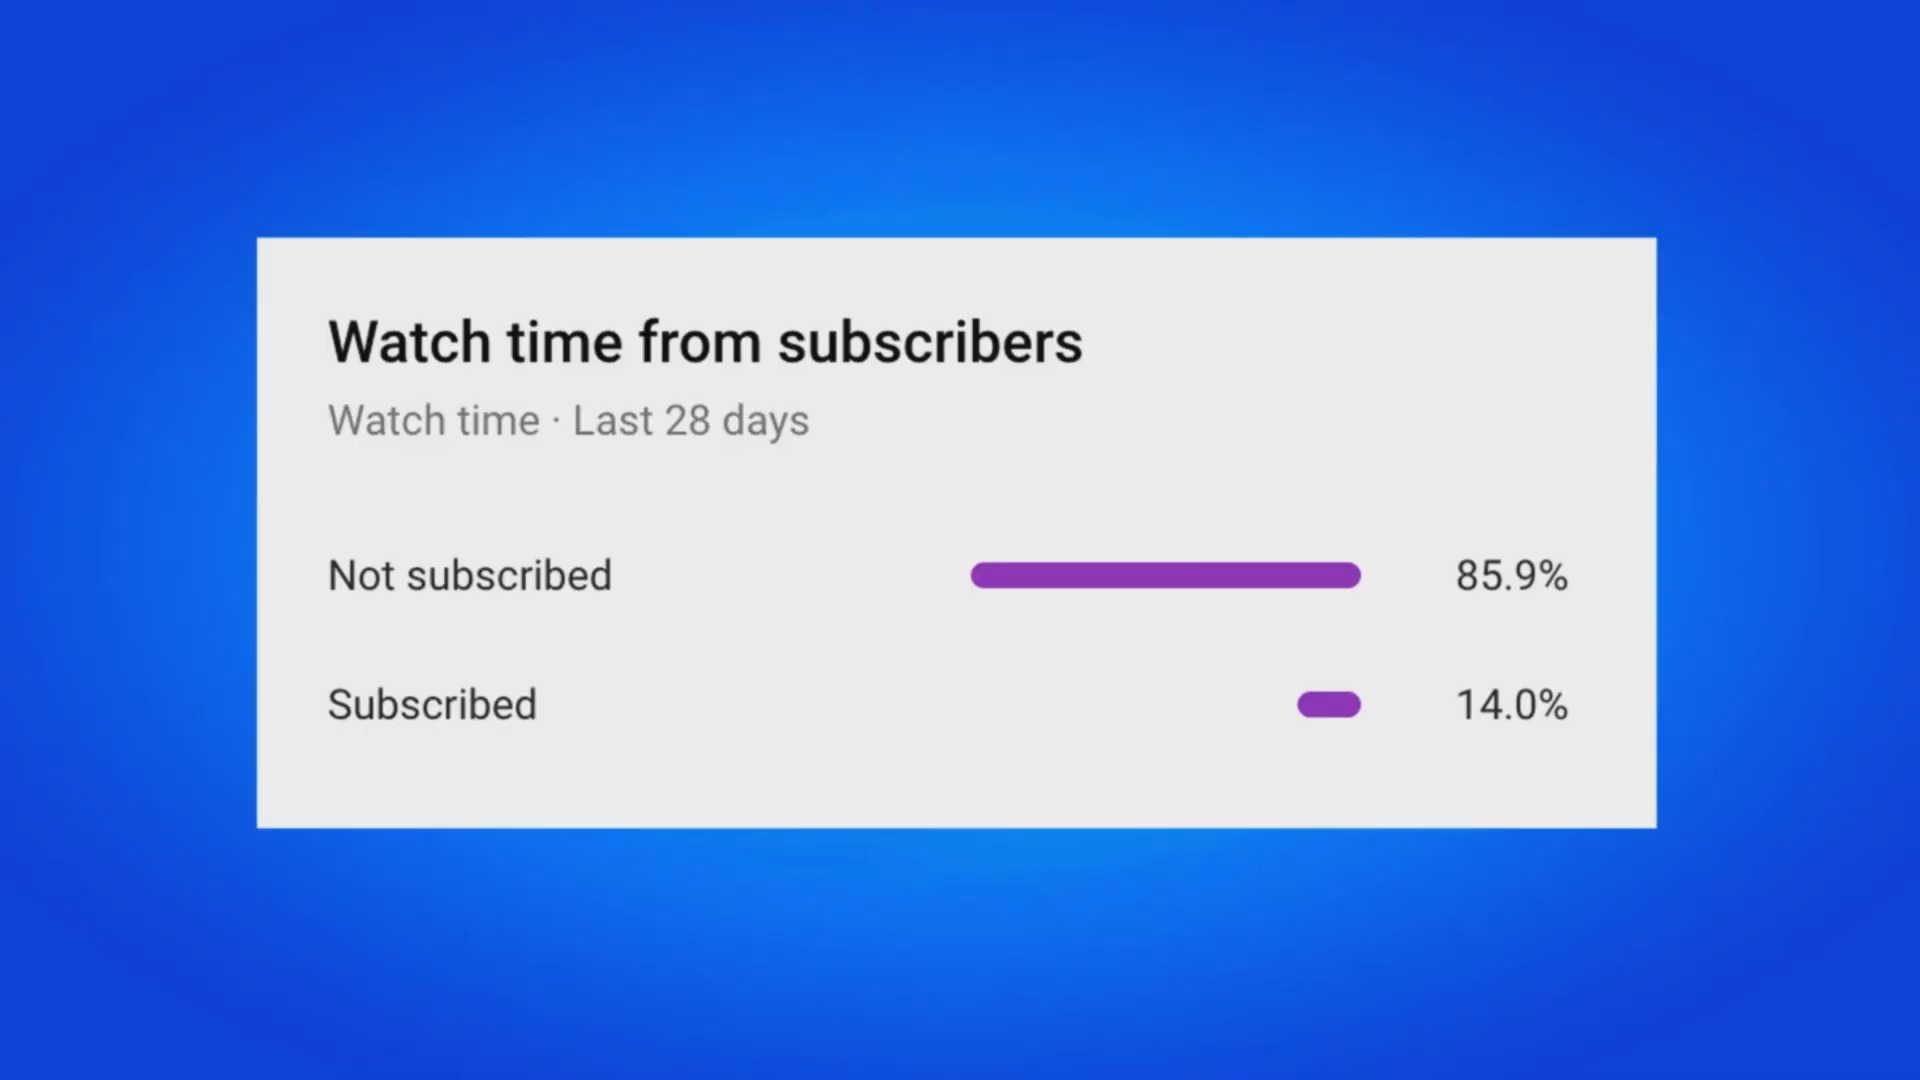 Watch time from subscribers
Watch time · Last 28 days
Not subscribed 85.9%
Subscribed 14.0%